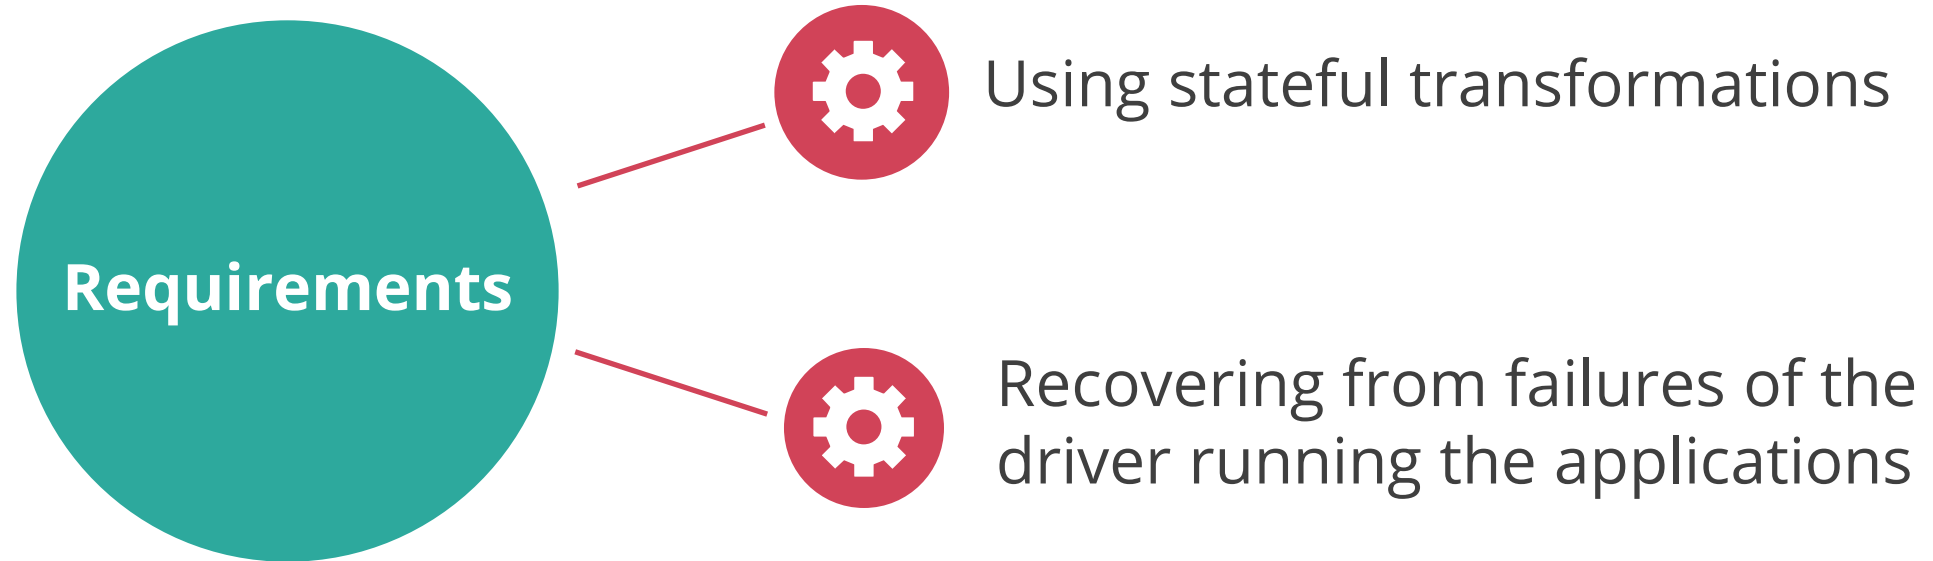 Requirements
Using stateful transformations
Recovering from failures of the
driver running the applications